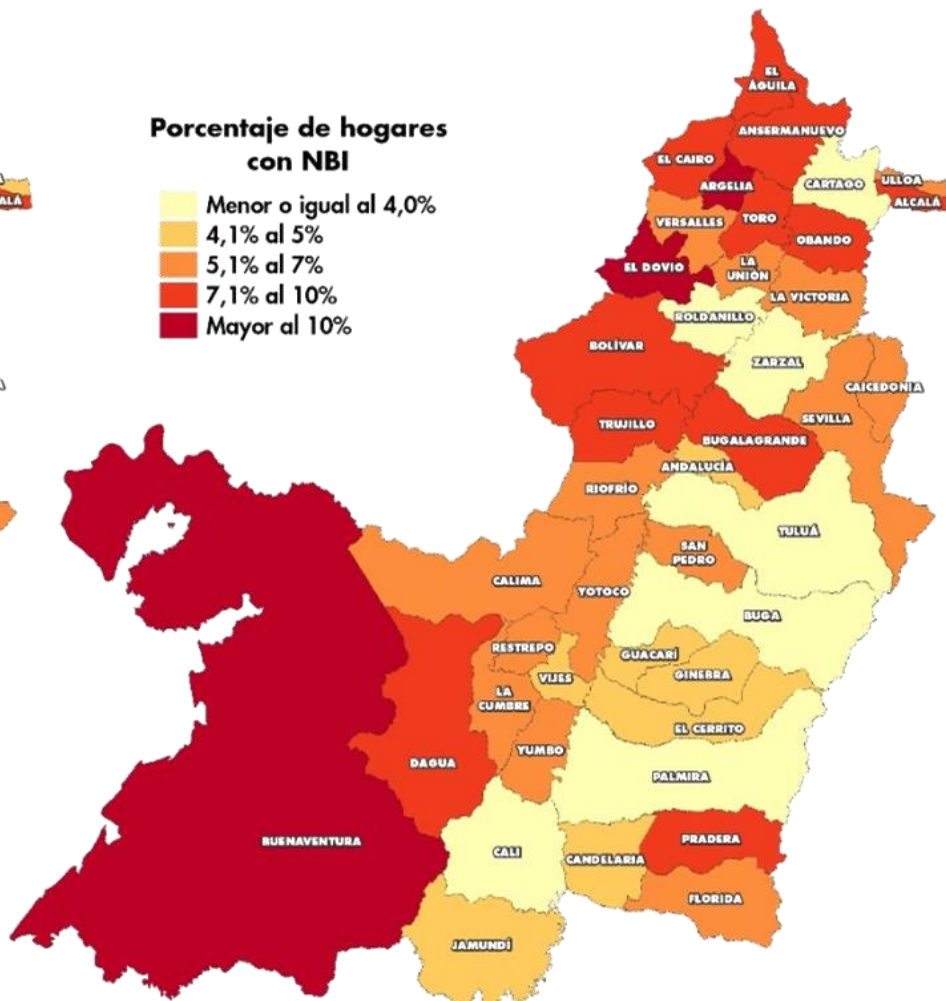 Porcentaje de hogares
con NBI
Menor o igual al 4,0%
4,1% al 5%
5,1% al 7%
7,1% al 10%
Mayor al 10%
EL
ÁGUILA
ANSERMANUEVO
EL CAIRO
ARGELIA
CARTAGO
ULLOA
ALCALÁ
VERSALLES
TORO
OBANDO
EL DOVIO
LA
UNIÓN
LA VICTORIA
ROLDANILLO
BOLÍVAR
ZARZAL
CAICEDONIA
SEVILLA
TRUJILLO
BUGALAGRANDE
ANDALUCÍA
RIOFRÍO
TULUÁ
SAN
PEDRO
CALIMA
YOTOCO
BUGA
RESTREPO
GUACARÍ
VIJES
GINEBRA
LA
CUMBRE
EL CERRITO
YUMBO
DAGUA
PALMIRA
BUENAVENTURA
CALI
CANDELARIA
PRADERA
FLORIDA
JAMUNDÍ